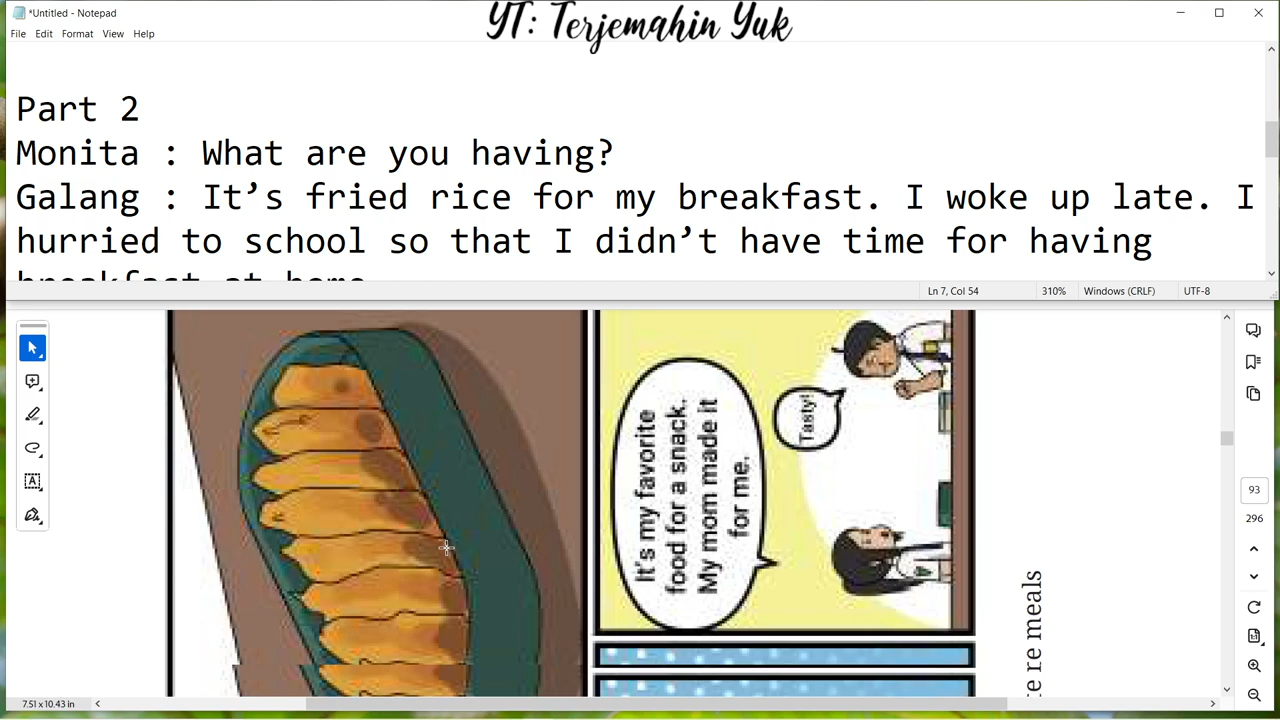 *Untitled - Notepad
YT: Terjemahin Yuk
File Edit Format View Help
Part 2
Monita : What are you having?
Galang : It’s fried rice for my breakfast. I woke up late. I
hurried to school so that I didn’t have time for having
breakfast at home
Ln 7, Col 54 310% Windows (CRLF) UTF-8
It's my favorite
food for a snack.
My mom made it
for me.
Tasty!
re meals
93
296
7.51 x 10.43 in